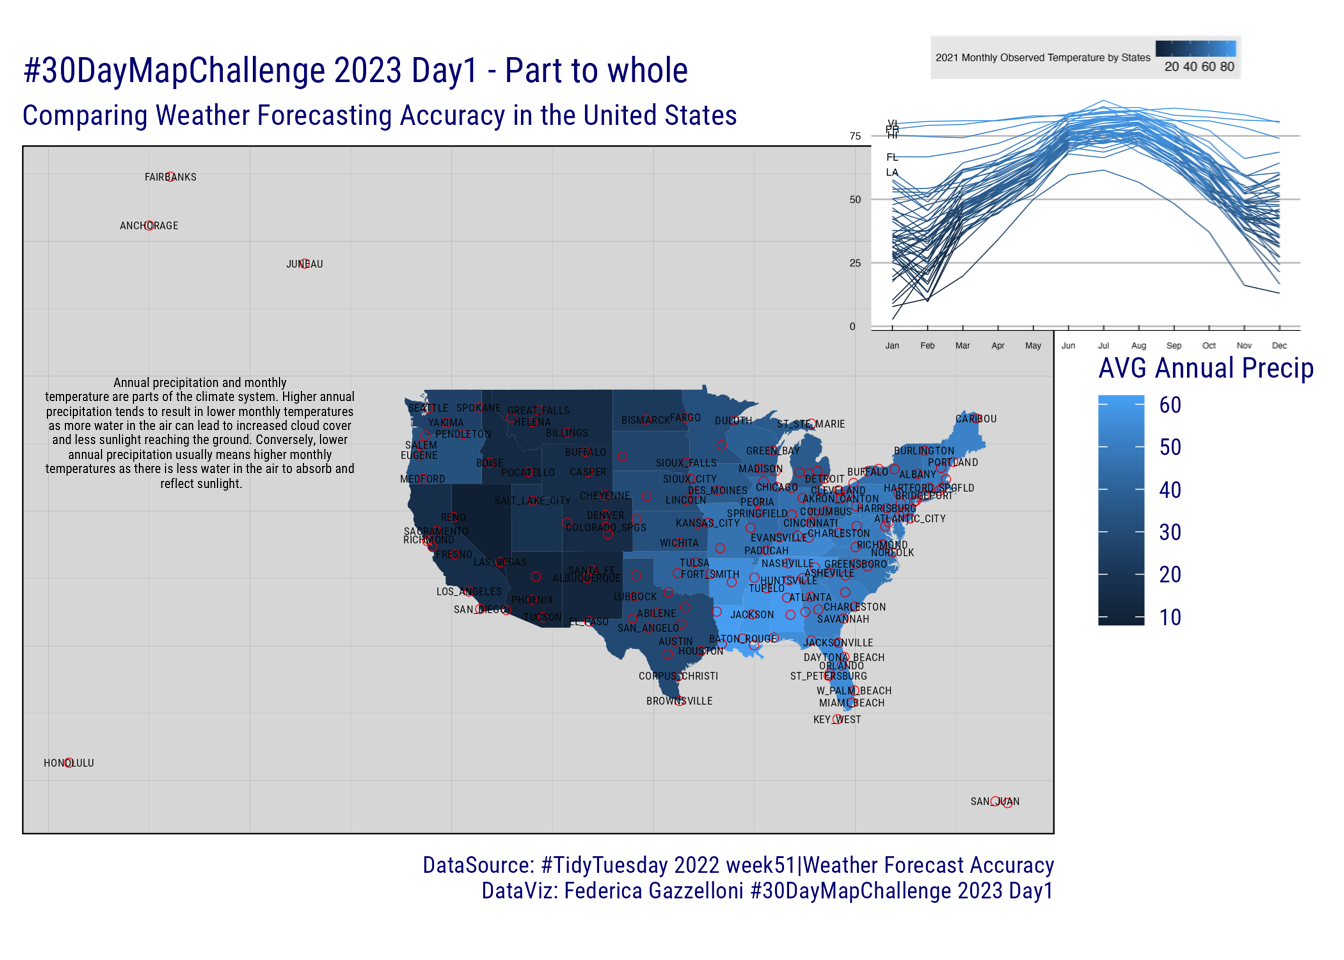 #30DayMapChallenge 2023 Day1 - Part to whole
Comparing Weather Forecasting Accuracy in the United States
2021 Monthly Observed Temperature by States
20 40 60 80
VI
PR
HI
FL
LA
75
50
25
0
Jan Feb Mar Apr May Jun Jul Aug Sep Oct Nov Dec
AVG Annual Precip
60
50
40
30
20
10
FAIRBANKS
ANCHORAGE
JUNEAU
Annual precipitation and monthly
temperature are parts of the climate system. Higher annual
precipitation tends to result in lower monthly temperatures
as more water in the air can lead to increased cloud cover
and less sunlight reaching the ground. Conversely, lower
annual precipitation usually means higher monthly
temperatures as there is less water in the air to absorb and
reflect sunlight.
SEATTLE SPOKANE GREAT_FALLS
YAKIMA HELENA BISMARCK FARGO DULUTH ST_STE_MARIE CARIBOU
PENDLETON BILLINGS
SALEM
EUGENE BUFFALO GREEN_BAY BURLINGTON
BOISE SIOUX_FALLS MADISON PORTLAND
POCATELLO CASPER BUFFALO ALBANY
MEDFORD SIOUX_CITY DETROIT
DES_MOINES CHICAGO CLEVELAND HARTFORD_SPGFLD
SALT_LAKE_CITY CHEYENNE LINCOLN PEORIA AKRON_CANTON BRIDGEPORT
HARRISBURG
RENO DENVER SPRINGFIELD COLUMBUS ATLANTIC_CITY
SACRAMENTO COLORADO_SPGS KANSAS_CITY CINCINNATI
RICHMOND EVANSVILLE CHARLESTON
FRESNO WICHITA PADUCAH RICHMOND
NORFOLK
LAS_VEGAS SANTA_FE TULSA NASHVILLE GREENSBORO
ALBUQUERQUE FORT_SMITH HUNTSVILLE ASHEVILLE
LOS_ANGELES TUPELO
PHOENIX LUBBOCK ATLANTA
SAN_DIEGO TUCSON EL_PASO ABILENE JACKSON CHARLESTON
SAN_ANGELO SAVANNAH
AUSTIN BATON_ROUGE JACKSONVILLE
HOUSTON DAYTONA_BEACH
ORLANDO
CORPUS_CHRISTI ST_PETERSBURG
W_PALM_BEACH
BROWNSVILLE MIAMI_BEACH
KEY_WEST
HONOLULU
SAN_JUAN
DataSource: #TidyTuesday 2022 week51|Weather Forecast Accuracy
DataViz: Federica Gazzelloni #30DayMapChallenge 2023 Day1